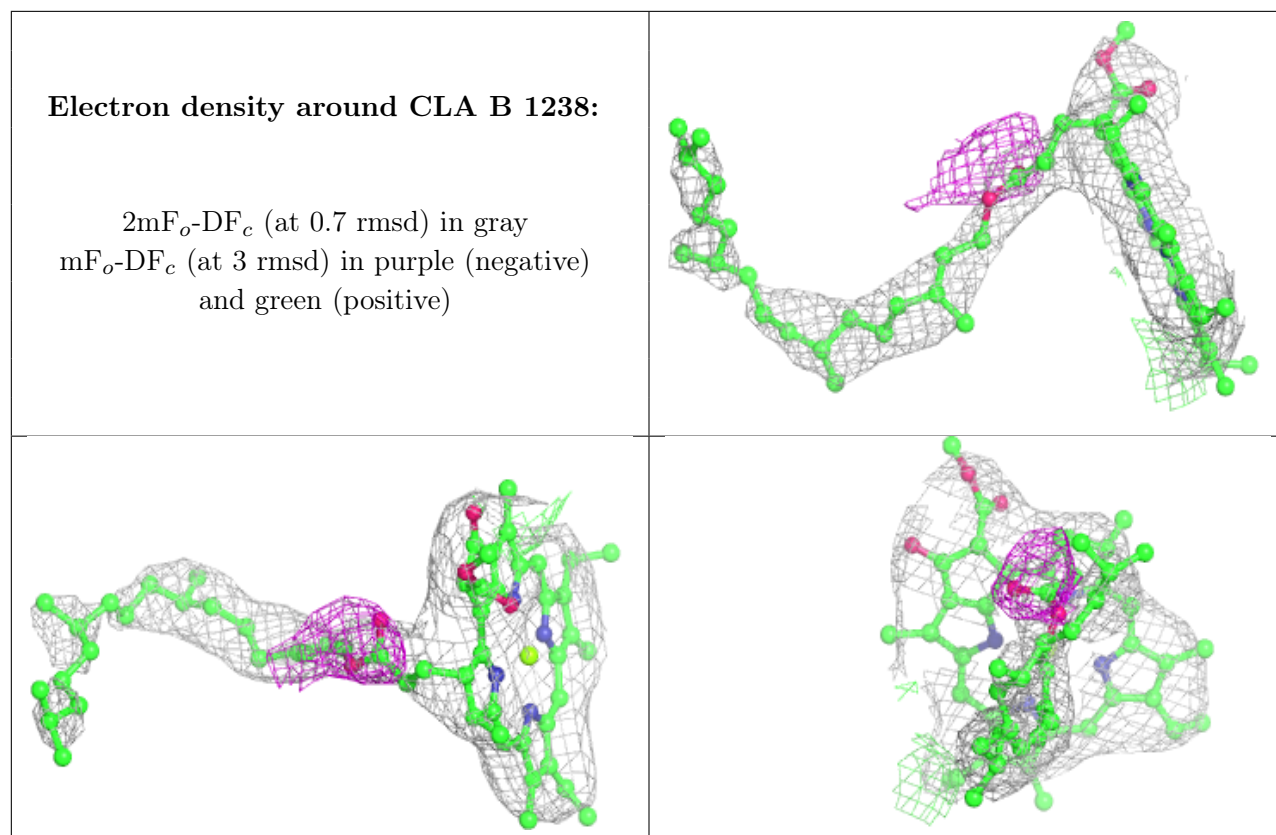 Electron density around CLA B 1238:
2mFo-DFc (at 0.7 rmsd) in gray
mFo-DFc (at 3 rmsd) in purple (negative)
and green (positive)